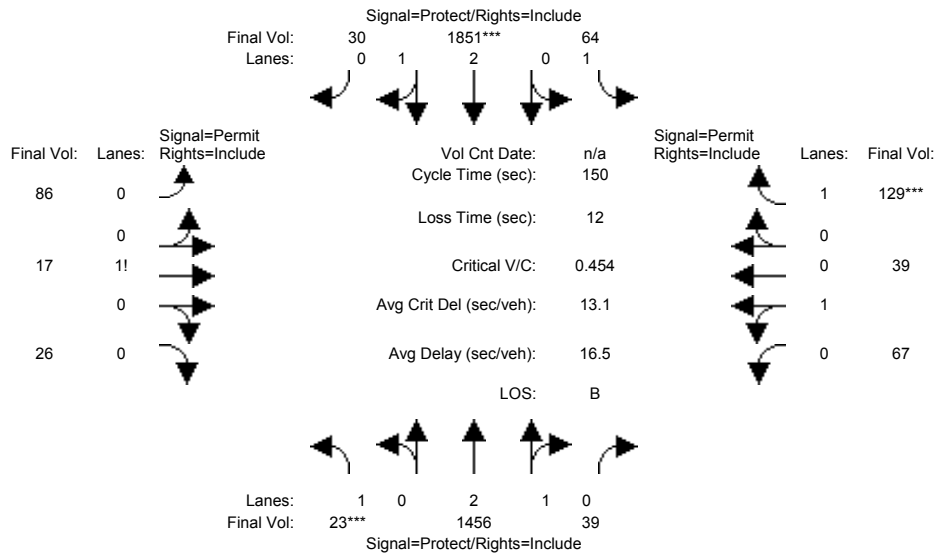 Signal=Protect/Rights=Include
Final Vol: 30 1851*** 64
Lanes: 0 1 2 0 1
Signal=Permit
Final Vol: Lanes: Rights=Include
Vol Cnt Date: n/a
Signal=Permit
Rights=Include Lanes: Final Vol:
Cycle Time (sec): 150
86 0
1 129***
Loss Time (sec): 12
0
0
17 1!
Critical V/C: 0.454
0 39
0
Avg Crit Del (sec/veh): 13.1
1
26 0
Avg Delay (sec/veh): 16.5
0 67
LOS: B
Lanes: 1 0 2 1 0
Final Vol: 23*** 1456 39
Signal=Protect/Rights=Include